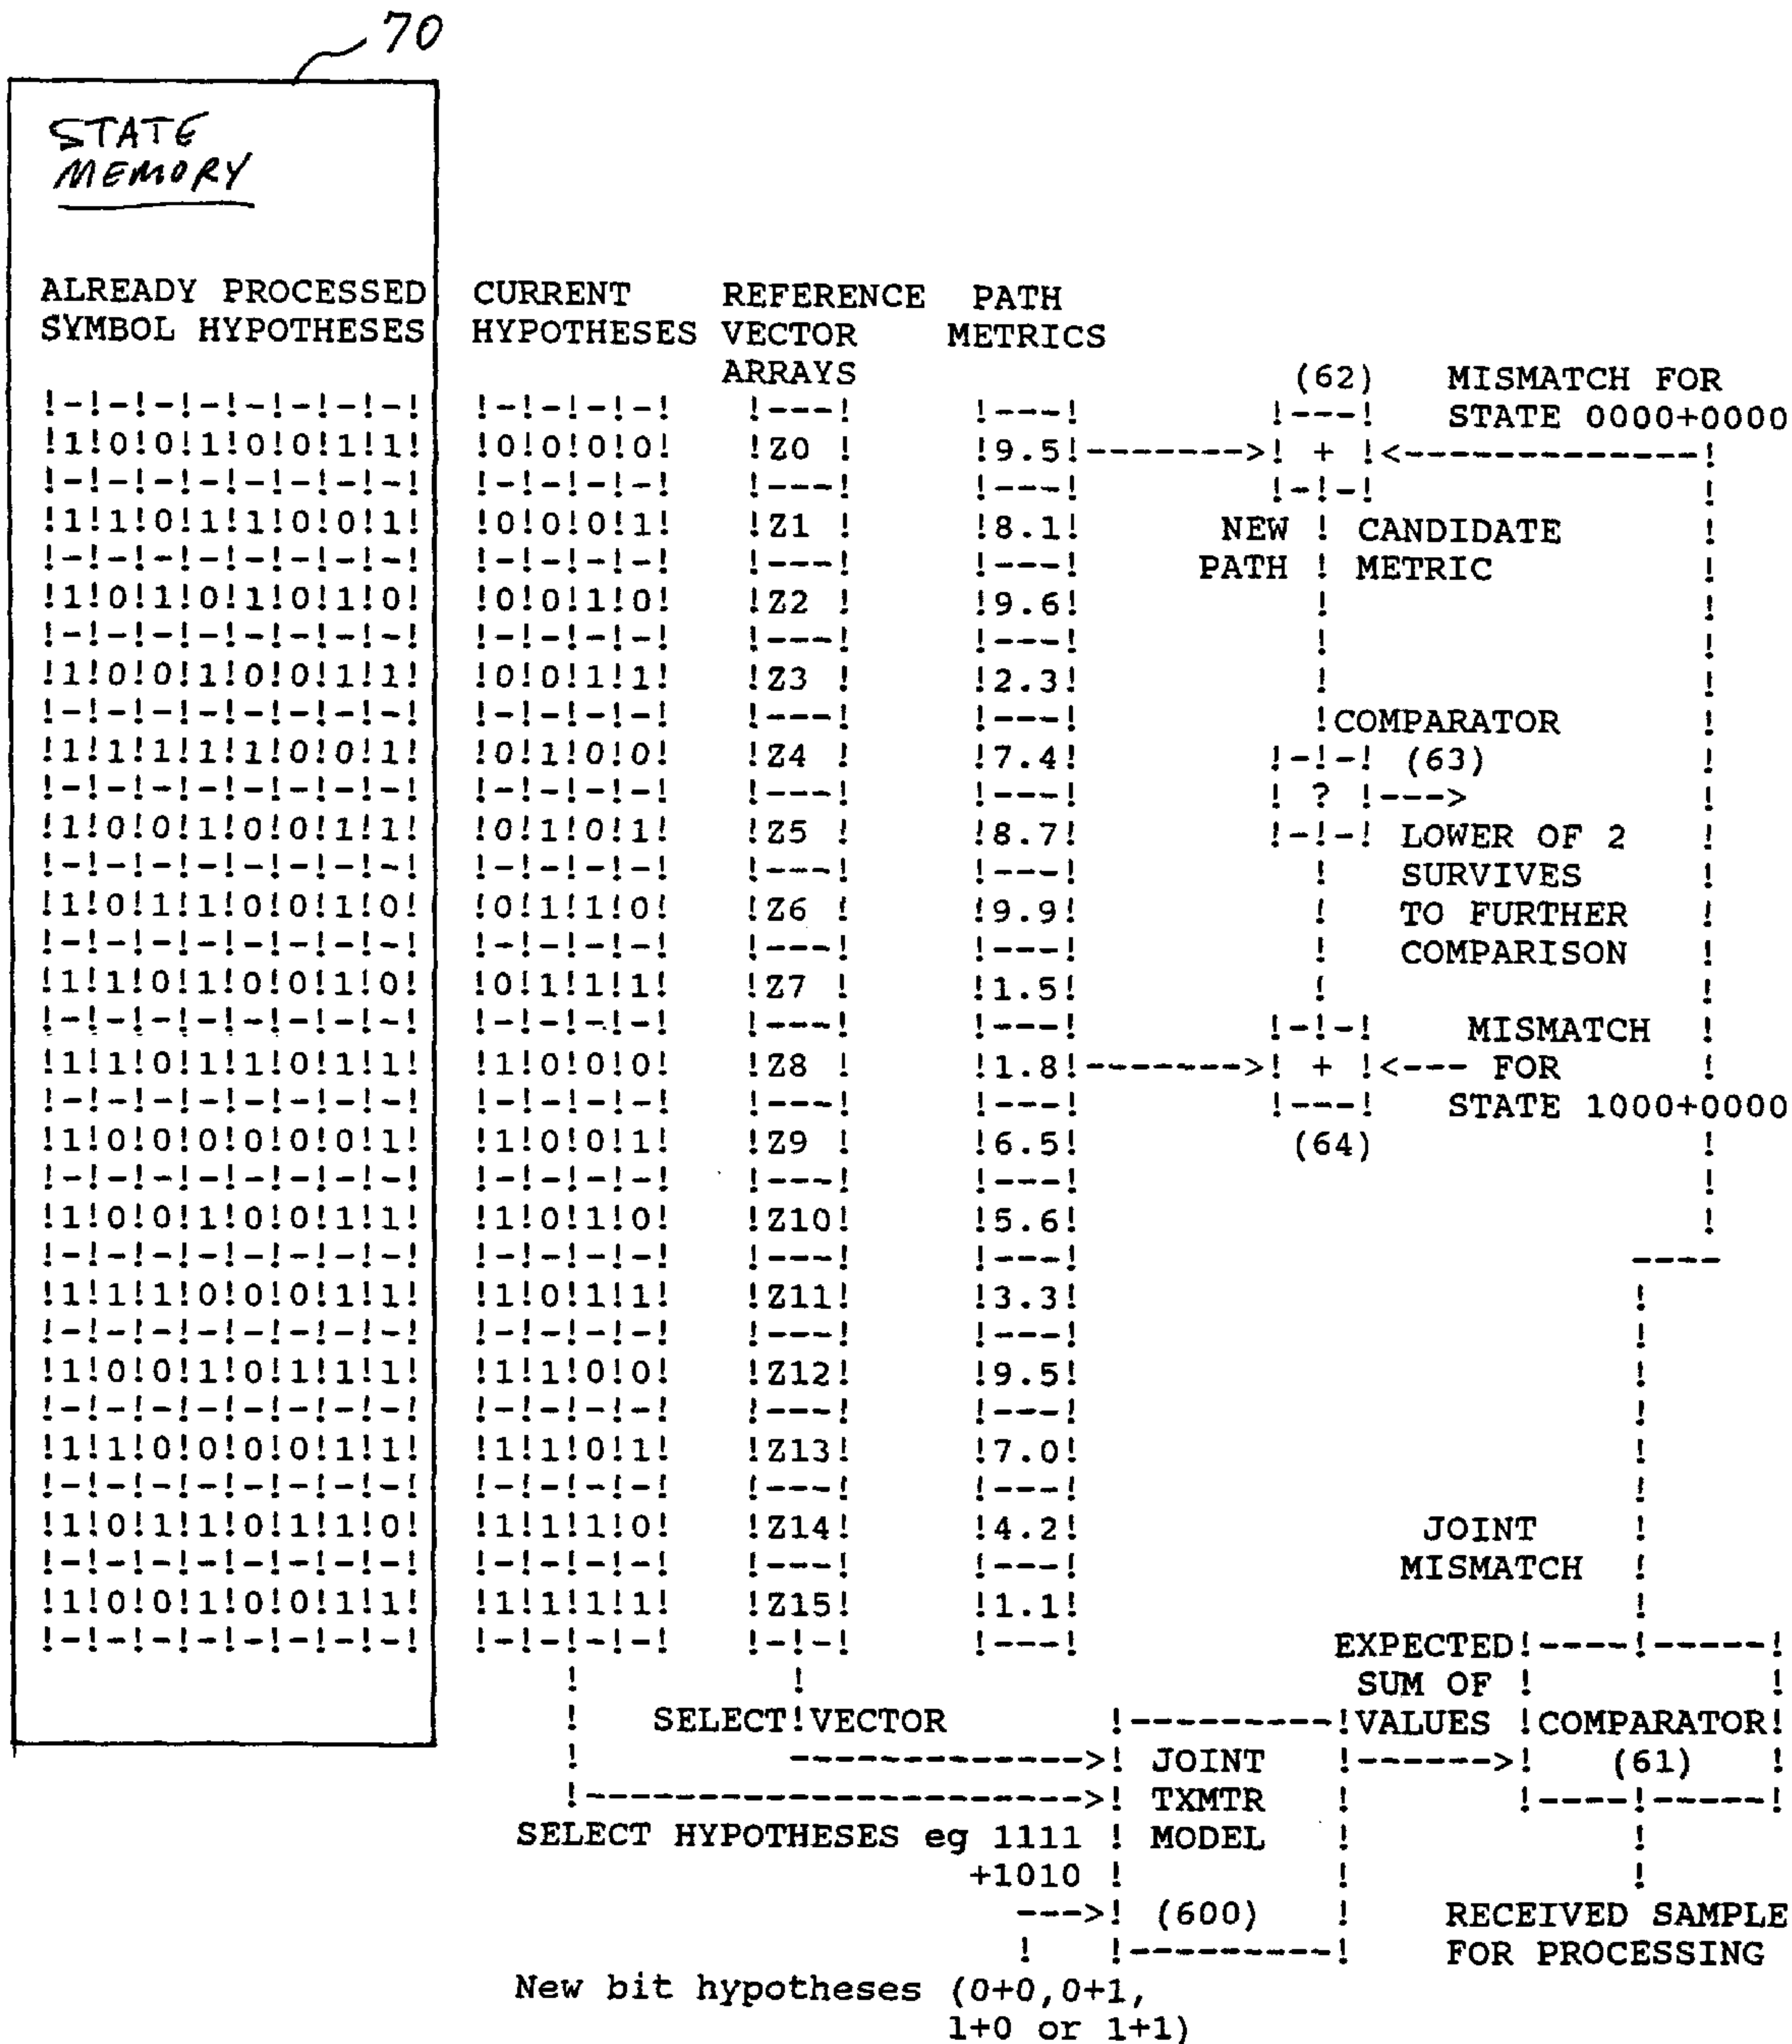 70
STATE
MEMORY
ALREADY PROCESSED CURRENT REFERENCE PATH
SYMBOL HYPOTHESES HYPOTHESES VECTOR METRICS
ARRAYS (62) MISMATCH FOR
!-!-!-!-!-!-!-!-! !-!-!-!-! !---! !---! !---! STATE 0000+0000
!1!0!0!1!0!0!1!1! !0!0!0!0! !Z0 ! !9.5!------->! + !<--------------!
!-!-!-!-!-!-!-!-! !-!-!-!-! !---! !---! !-!-! !
!1!1!0!1!1!0!0!1! !0!0!0!1! !Z1 ! !8.1! NEW ! CANDIDATE !
!-!-!-!-!-!-!-!-! !-!-!-!-! !---! !---! PATH ! METRIC !
!1!0!1!0!1!0!1!0! !0!0!1!0! !Z2 ! !9.6! ! !
!-!-!-!-!-!-!-!-! !-!-!-!-! !---! !---! ! !
!1!0!0!1!0!0!1!1! !0!0!1!1! !Z3 ! !2.3! ! !
!-!-!-!-!-!-!-!-! !-!-!-!-! !---! !---! !COMPARATOR !
!1!1!1!1!1!0!0!1! !0!1!0!0! !Z4 ! !7.4! !-!-! (63) !
!-!-!-!-!-!-!-!-! !-!-!-!-! !---! !---! ! ? !---> !
!1!0!0!1!0!0!1!1! !0!1!0!1! !Z5 ! !8.7! !-!-! LOWER OF 2 !
!-!-!-!-!-!-!-!-! !-!-!-!-! !---! !---! ! SURVIVES !
!1!0!1!1!0!0!1!0! !0!1!1!0! !Z6 ! !9.9! ! TO FURTHER !
!-!-!-!-!-!-!-!-! !-!-!-!-! !---! !---! ! COMPARISON !
!1!1!0!1!0!0!1!0! !0!1!1!1! !Z7 ! !1.5! ! !
!-!-!-!-!-!-!-!-! !-!-!-!-! !---! !---! !-!-! MISMATCH !
!1!1!0!1!1!0!1!1! !1!0!0!0! !Z8 ! !1.8!------->! + !<--- FOR !
!-!-!-!-!-!-!-!-! !-!-!-!-! !---! !---! !---! STATE 1000+0000
!1!0!0!0!0!0!0!1! !1!0!0!1! !Z9 ! !6.5! (64) !
!-!-!-!-!-!-!-!-! !-!-!-!-! !---! !---! !
!1!0!0!1!0!0!1!1! !1!0!1!0! !Z10! !5.6! !
!-!-!-!-!-!-!-!-! !-!-!-!-! !---! !---! ----
!1!1!1!0!0!0!1!1! !1!0!1!1! !Z11! !3.3! !
!-!-!-!-!-!-!-!-! !-!-!-!-! !---! !---! !
!1!0!0!1!0!1!1!1! !1!1!0!0! !Z12! !9.5! !
!-!-!-!-!-!-!-!-! !-!-!-!-! !---! !---! !
!1!1!0!0!0!0!1!1! !1!1!0!1! !Z13! !7.0! !
!-!-!-!-!-!-!-!-! !-!-!-!-! !---! !---! !
!1!0!1!1!0!1!1!0! !1!1!1!0! !Z14! !4.2! JOINT !
!-!-!-!-!-!-!-!-! !-!-!-!-! !---! !---! MISMATCH !
!1!0!0!1!0!0!1!1! !1!1!1!1! !Z15! !1.1! !
!-!-!-!-!-!-!-!-! !-!-!-!-! !-!-! !---! EXPECTED!----!-----!
! ! SUM OF ! !
! SELECT!VECTOR !---------!VALUES !COMPARATOR!
! ------------->! JOINT !------>! (61) !
!---------------------->! TXMTR ! !----!-----!
SELECT HYPOTHESES eg 1111 ! MODEL ! !
+1010 ! ! !
--->! (600) ! RECEIVED SAMPLE
! !---------! FOR PROCESSING
New bit hypotheses (0+0,0+1,
1+0 or 1+1)